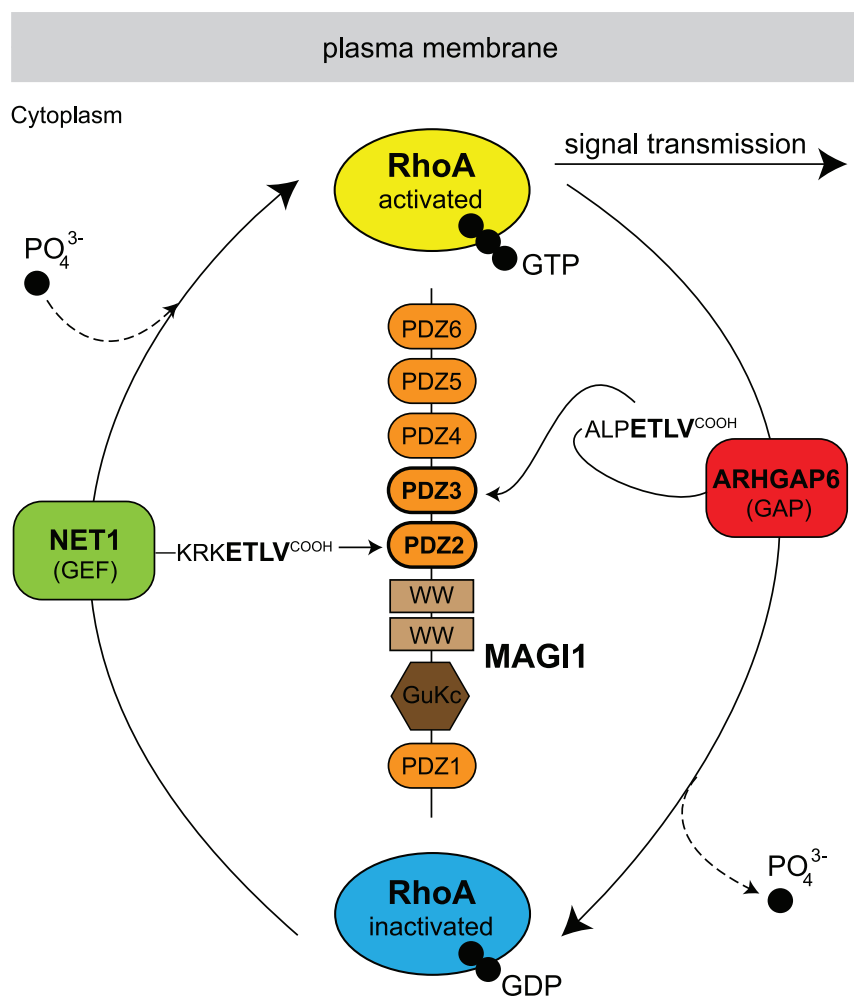 plasma membrane
Cytoplasm
RhoA
activated
GTP
signal transmission
PO₄³⁻
PDZ6
PDZ5
PDZ4
PDZ3
PDZ2
WW
WW
MAGI1
GuKc
PDZ1
ALPETLVCOOH
ARHGAP6
(GAP)
NET1
(GEF)
KRKETLVCOOH
PO₄³⁻
RhoA
inactivated
GDP